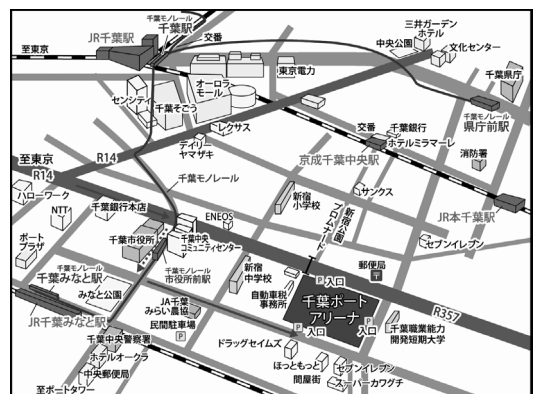 千葉モノレール
千葉駅
JR千葉駅
交番
至東京
三井ガーデン
ホテル
中央公園
文化センター
千葉県庁
東京電力
オーロラ
モール
センシティ
千葉そごう
千葉モノレール
県庁前駅
レクサス
デイリー
ヤマザキ
交番
千葉銀行
ホテルミラマーレ
消防署
R14
京成千葉中央駅
至東京
R14
千葉モノレール
ハローワーク
サンクス
新宿
小学校
JR本千葉駅
NTT
千葉銀行本店
ENEOS
新宿公園
プロムナード
千葉市役所
千葉中央
コミュニティセンター
セブンイレブン
ポート
プラザ
千葉モノレール
千葉みなと駅
千葉モノレール
市役所前駅
新宿
中学校
郵便局
みなと公園
自動車税
事務所
P
入口
千葉ポート
アリーナ
R357
JR千葉みなと駅
JA千葉
みらい農協
民間駐車場
P
P
入口
入口
P
千葉職業能力
開発短期大学
千葉中央警察署
ホテルオークラ
中央郵便局
至ポートタワー
ドラッグセイムズ
ほっともっと
問屋街
セブンイレブン
スーパーカワグチ